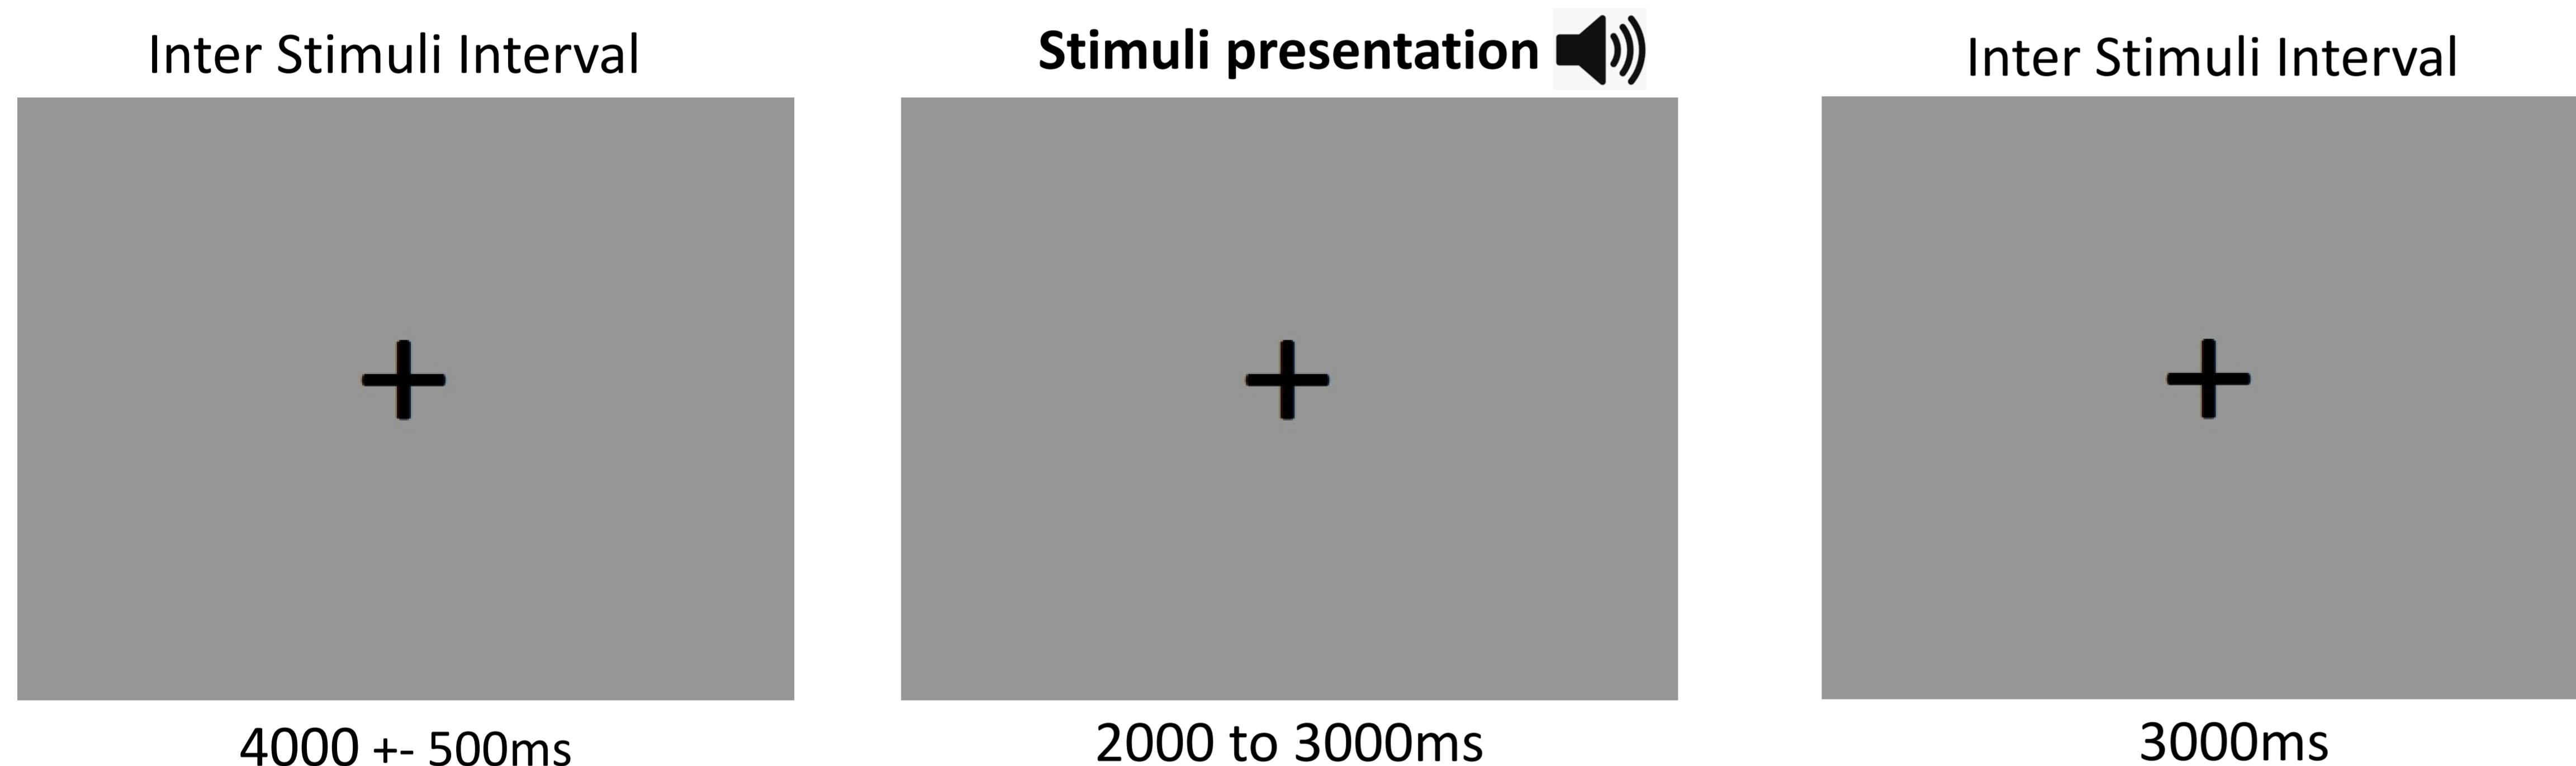 Inter Stimuli Interval
Stimuli presentation
Inter Stimuli Interval
4000 +- 500ms
2000 to 3000ms
3000ms